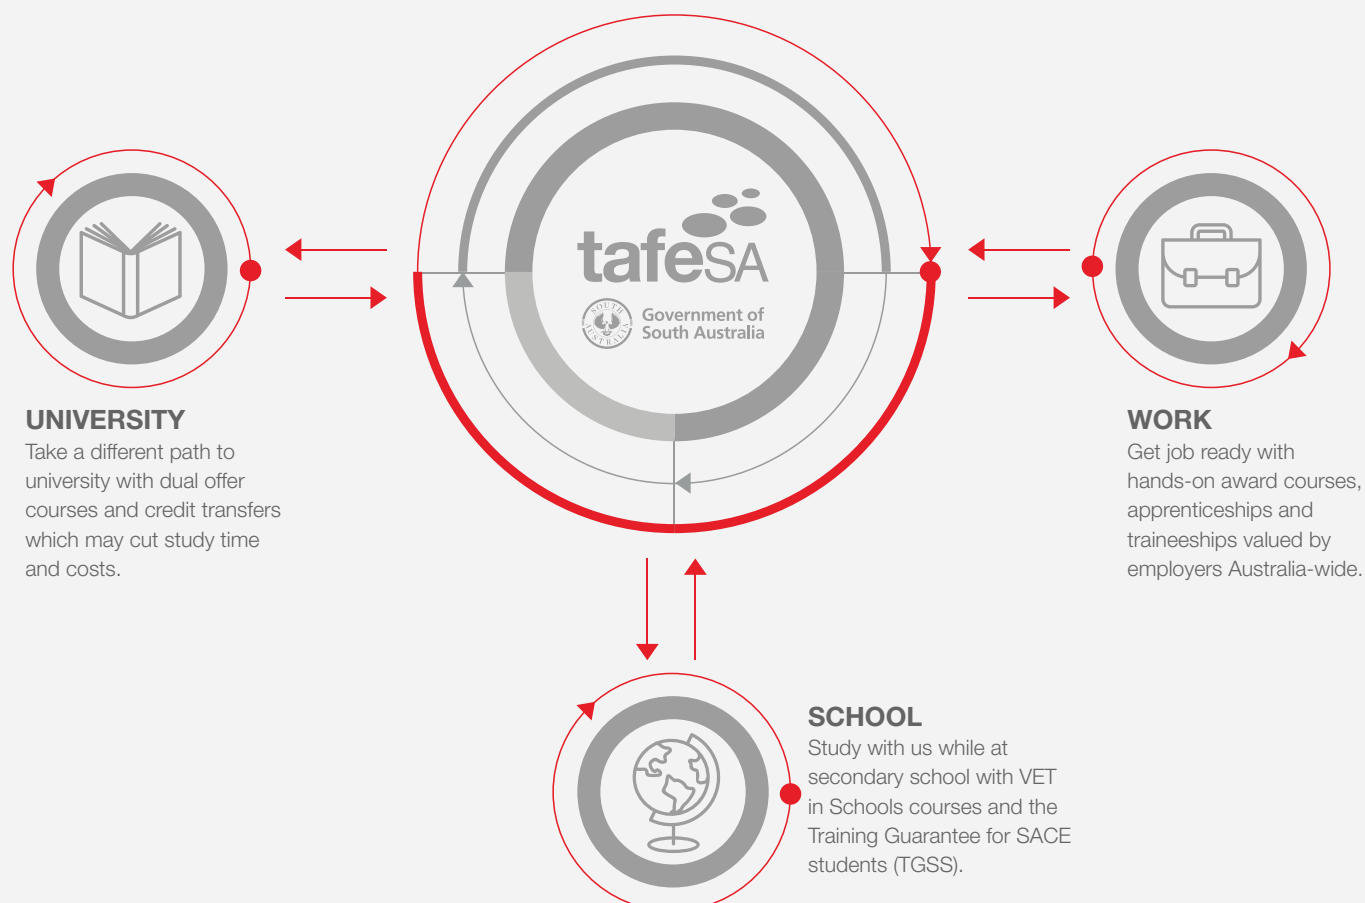 tafeSA
SOUTH
AUSTRALIA
Government of
South Australia
UNIVERSITY
Take a different path to
university with dual offer
courses and credit transfers
which may cut study time
and costs.
WORK
Get job ready with
hands-on award courses,
apprenticeships and
traineeships valued by
employers Australia-wide.
SCHOOL
Study with us while at
secondary school with VET
in Schools courses and the
Training Guarantee for SACE
students (TGSS).